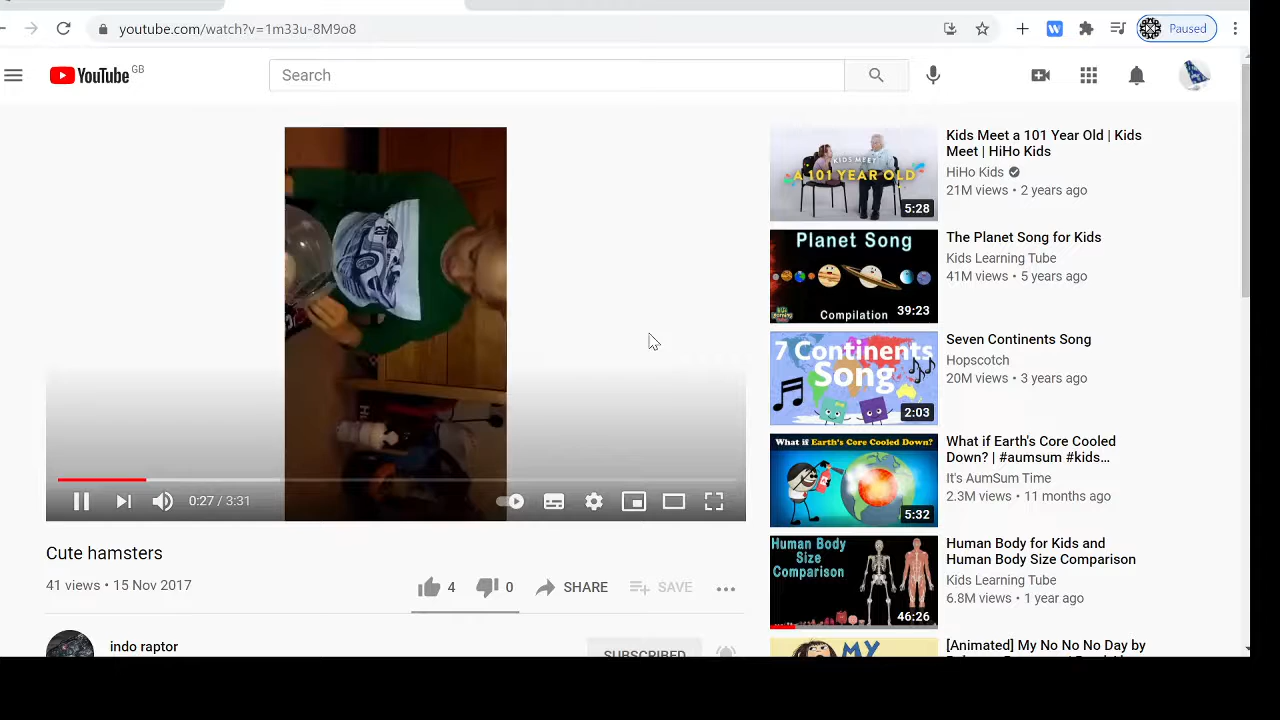 youtube.com/watch?v=1m33u-8M9o8
W
Paused
YouTube GB
Search
0:27 / 3:31
Cute hamsters
41 views • 15 Nov 2017
4
0
SHARE
SAVE
indo raptor
SUBSCRIBED
KIDS MEET
A 101 YEAR OLD
5:28
Kids Meet a 101 Year Old | Kids
Meet | HiHo Kids
HiHo Kids
21M views • 2 years ago
Planet Song
Compilation
39:23
The Planet Song for Kids
Kids Learning Tube
41M views • 5 years ago
7 Continents
Song
2:03
Seven Continents Song
Hopscotch
20M views • 3 years ago
What if Earth's Core Cooled Down?
5:32
What if Earth's Core Cooled
Down? | #aumsum #kids...
It's AumSum Time
2.3M views • 11 months ago
Human Body
Size
Comparison
46:26
Human Body for Kids and
Human Body Size Comparison
Kids Learning Tube
6.8M views • 1 year ago
MY
[Animated] My No No No Day by